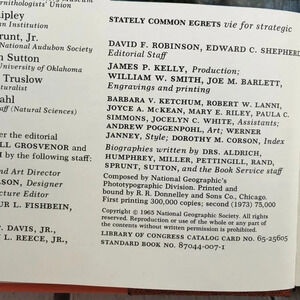 rnithologists' Union
hipley
runt, Jr.
National Audubon Society
n Sutton
University of Oklahoma
Truslow
ahl
taff (Natural Sciences)
er the editorial
LL GROSVENOR and
d by the following staff:
nd Art Director
SON, Designer
cture Editor
UR L. FISHBEIN,
P. DAVIS, JR.,
L. REECE, JR.,
STATELY COMMON EGRETS vie for strategic
DAVID F. ROBINSON, EDWARD C. SHEPHERD
Editorial Staff
JAMES P. KELLY, Production;
WILLIAM W. SMITH, JOE M. BARLETT,
Engravings and printing
BARBARA V. KETCHUM, ROBERT W. LANNI,
JOYCE A. McKEAN, MARY E. RILEY, PAULA C.
SIMMONS, JOCELYN C. WHITE, Assistants;
ANDREW POGGENPOHL, Art; WERNER
JANNEY, Style; DOROTHY M. CORSON, Index
Biographies written by DRS. ALDRICH,
HUMPHREY, MILLER, PETTINGILL, RAND,
SPRUNT, SUTTON, and the Book Service staff
Composed by National Geographic's
Phototypographic Division. Printed and
bound by R. R. Donnelley and Sons Co., Chicago.
First printing 300,000 copies; second (1973) 75,000
Copyright © 1965 National Geographic Society. All
rights reserved. Reproduction or use of the whole or any part of
the contents without written permission is prohibited.
LIBRARY OF CONGRESS CATALOG CARD NO. 65-25605
STANDARD BOOK NO. 87044-007-1